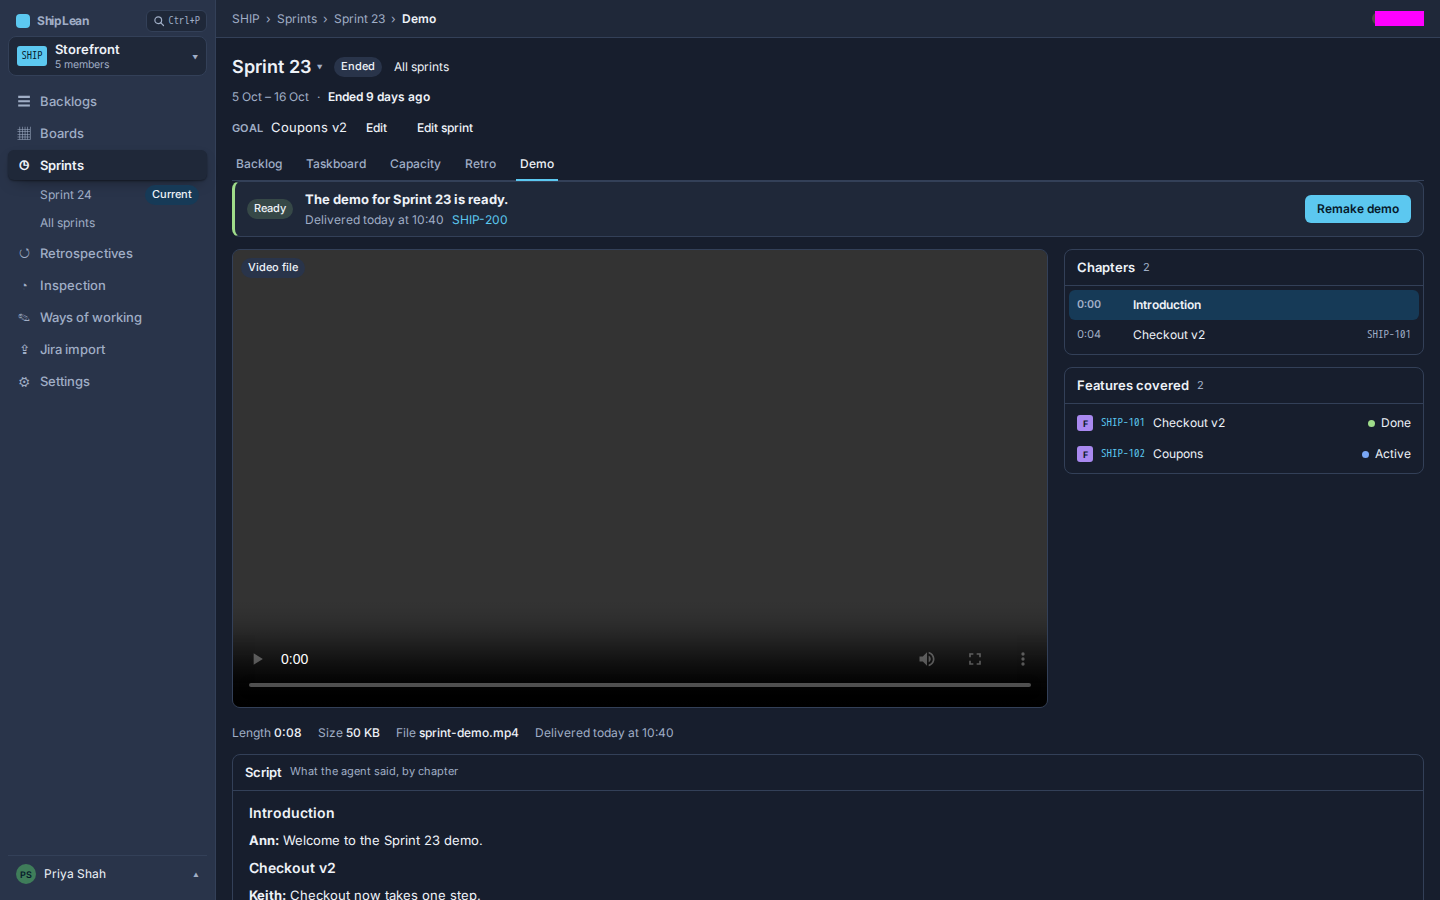 ShipLean
Ctrl+P
SHIP
Storefront
5 members
Backlogs
Boards
Sprints
Sprint 24
Current
All sprints
Retrospectives
Inspection
Ways of working
Jira import
Settings
PS
Priya Shah
SHIP › Sprints › Sprint 23 › Demo
Sprint 23
Ended
All sprints
5 Oct – 16 Oct · Ended 9 days ago
GOAL Coupons v2 Edit Edit sprint
Backlog Taskboard Capacity Retro Demo
Ready
The demo for Sprint 23 is ready.
Delivered today at 10:40 SHIP-200
Remake demo
Video file
0:00
Chapters 2
0:00 Introduction
0:04 Checkout v2 SHIP-101
Features covered 2
F SHIP-101 Checkout v2 Done
F SHIP-102 Coupons Active
Length 0:08 Size 50 KB File sprint-demo.mp4 Delivered today at 10:40
Script What the agent said, by chapter
Introduction
Ann: Welcome to the Sprint 23 demo.
Checkout v2
Keith: Checkout now takes one step.